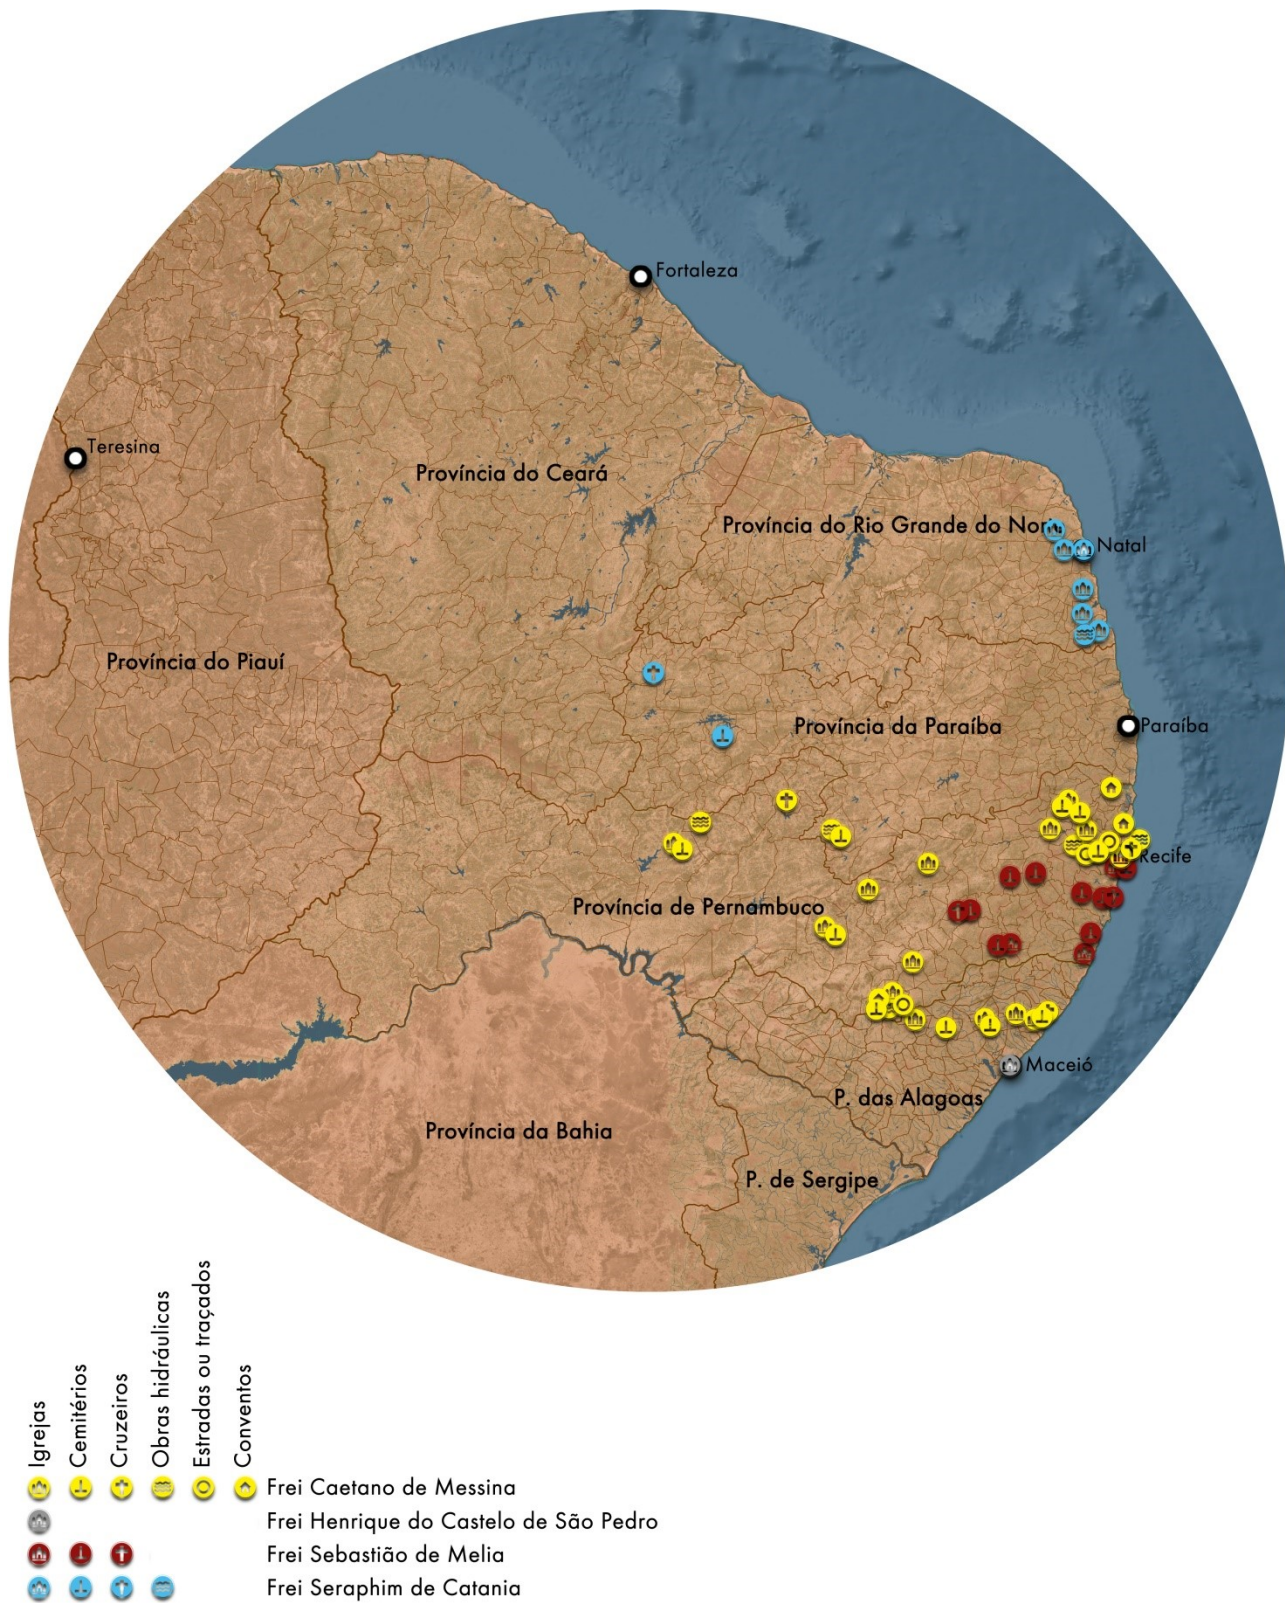 Fortaleza
Teresina
Província do Ceará
Província do Rio Grande do Nor
Natal
Província do Piauí
Província da Paraíba
Paraíba
Recife
Província de Pernambuco
Maceió
P. das Alagoas
Província da Bahia
P. de Sergipe
Igrejas
Cemitérios
Cruzeiros
Obras hidráulicas
Estradas ou traçados
Conventos
Frei Caetano de Messina
Frei Henrique do Castelo de São Pedro
Frei Sebastião de Melia
Frei Seraphim de Catania